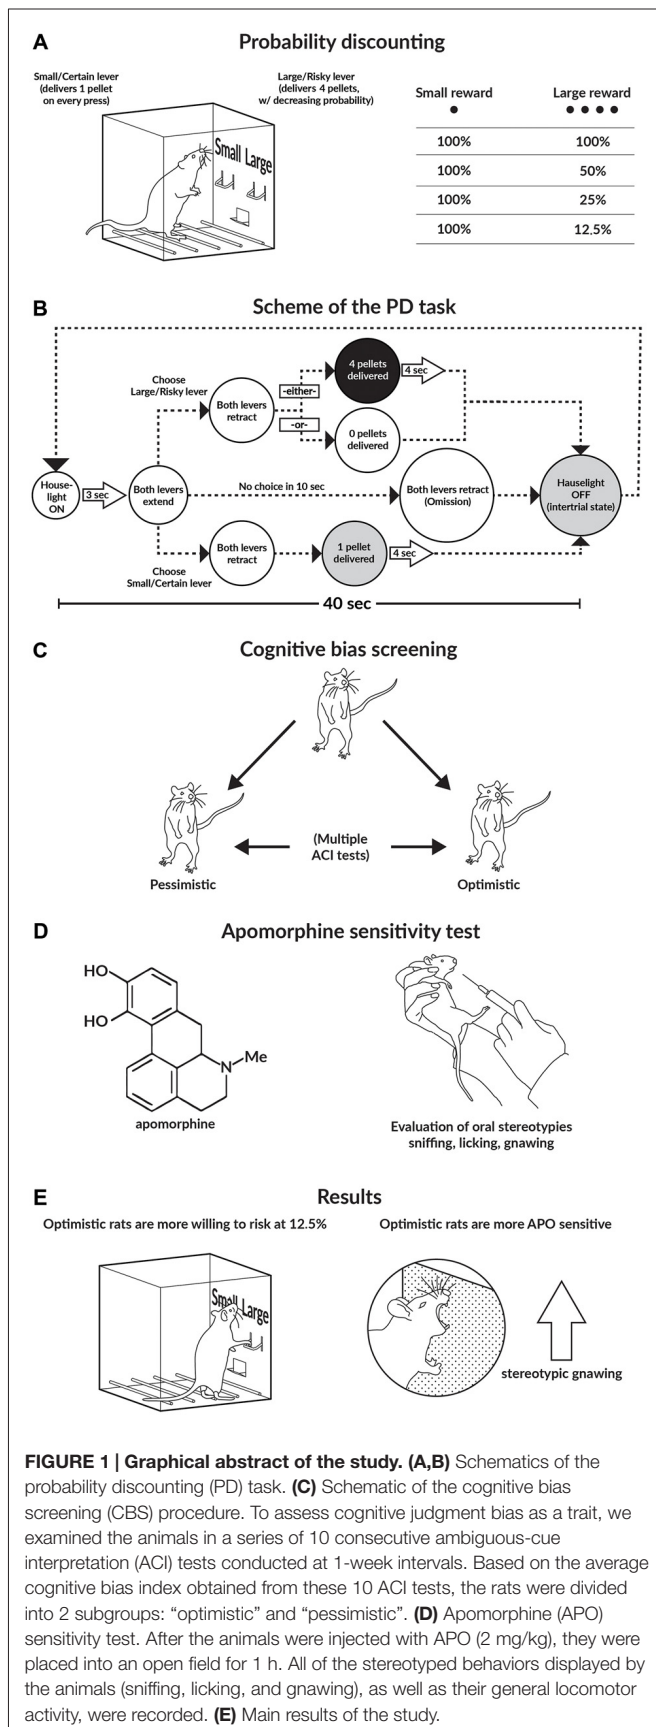 A
Probability discounting
Small/Certain lever
(delivers 1 pellet
on every press)
Large/Risky lever
(delivers 4 pellets,
w/ decreasing probability)
Small Large
Small reward Large reward
100% 100%
100% 50%
100% 25%
100% 12.5%
B
Scheme of the PD task
House-
light
ON
3 sec
Both levers
extend
Choose
Large/Risky lever
Both levers
retract
-either-
-or-
4 pellets
delivered
4 sec
0 pellets
delivered
No choice in 10 sec
Both levers retract
(Omission)
Hauselight
OFF
(intertrial state)
Choose
Small/Certain lever
Both levers
retract
1 pellet
delivered
4 sec
40 sec
C
Cognitive bias screening
(Multiple
ACI tests)
Pessimistic
Optimistic
D
Apomorphine sensitivity test
HO
HO
N
Me
apomorphine
Evaluation of oral stereotypies
sniffing, licking, gnawing
E
Results
Optimistic rats are more willing to risk at 12.5%
Optimistic rats are more APO sensitive
Small Large
stereotypic gnawing
FIGURE 1 | Graphical abstract of the study. (A,B) Schematics of the
probability discounting (PD) task. (C) Schematic of the cognitive bias
screening (CBS) procedure. To assess cognitive judgment bias as a trait, we
examined the animals in a series of 10 consecutive ambiguous-cue
interpretation (ACI) tests conducted at 1-week intervals. Based on the average
cognitive bias index obtained from these 10 ACI tests, the rats were divided
into 2 subgroups: “optimistic” and “pessimistic”. (D) Apomorphine (APO)
sensitivity test. After the animals were injected with APO (2 mg/kg), they were
placed into an open field for 1 h. All of the stereotyped behaviors displayed by
the animals (sniffing, licking, and gnawing), as well as their general locomotor
activity, were recorded. (E) Main results of the study.